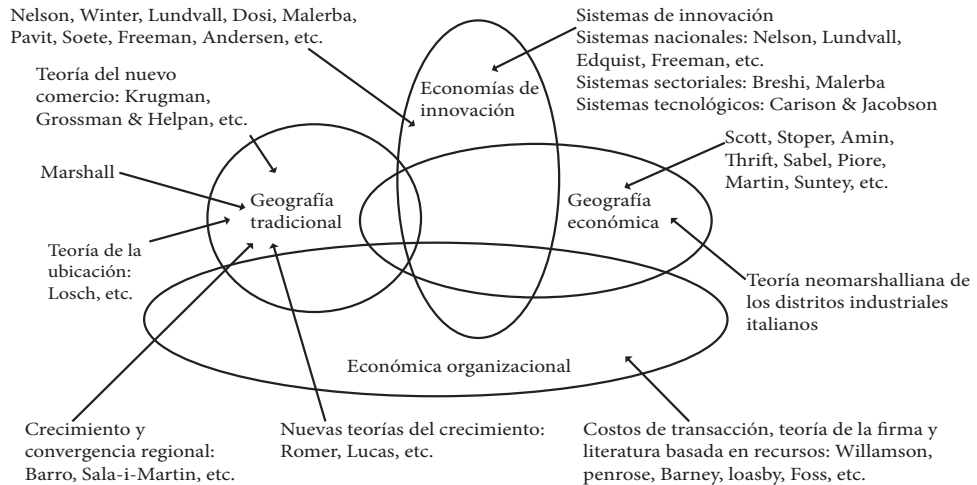 Nelson, Winter, Lundvall, Dosi, Malerba,
Pavit, Soete, Freeman, Andersen, etc.
Sistemas de innovación
Sistemas nacionales: Nelson, Lundvall,
Edquist, Freeman, etc.
Sistemas sectoriales: Breshi, Malerba
Sistemas tecnológicos: Carison & Jacobson
Teoría del nuevo
comercio: Krugman,
Grossman & Helpan, etc.
Economías de
innovación
Scott, Stoper, Amin,
Thrift, Sabel, Piore,
Martin, Suntey, etc.
Marshall
Geografía
tradicional
Geografía
económica
Teoría de la
ubicación:
Losch, etc.
Teoría neomarshalliana de
los distritos industriales
italianos
Económica organizacional
Crecimiento y
convergencia regional:
Barro, Sala-i-Martin, etc.
Nuevas teorías del crecimiento:
Romer, Lucas, etc.
Costos de transacción, teoría de la firma y
literatura basada en recursos: Willamson,
penrose, Barney, loasby, Foss, etc.